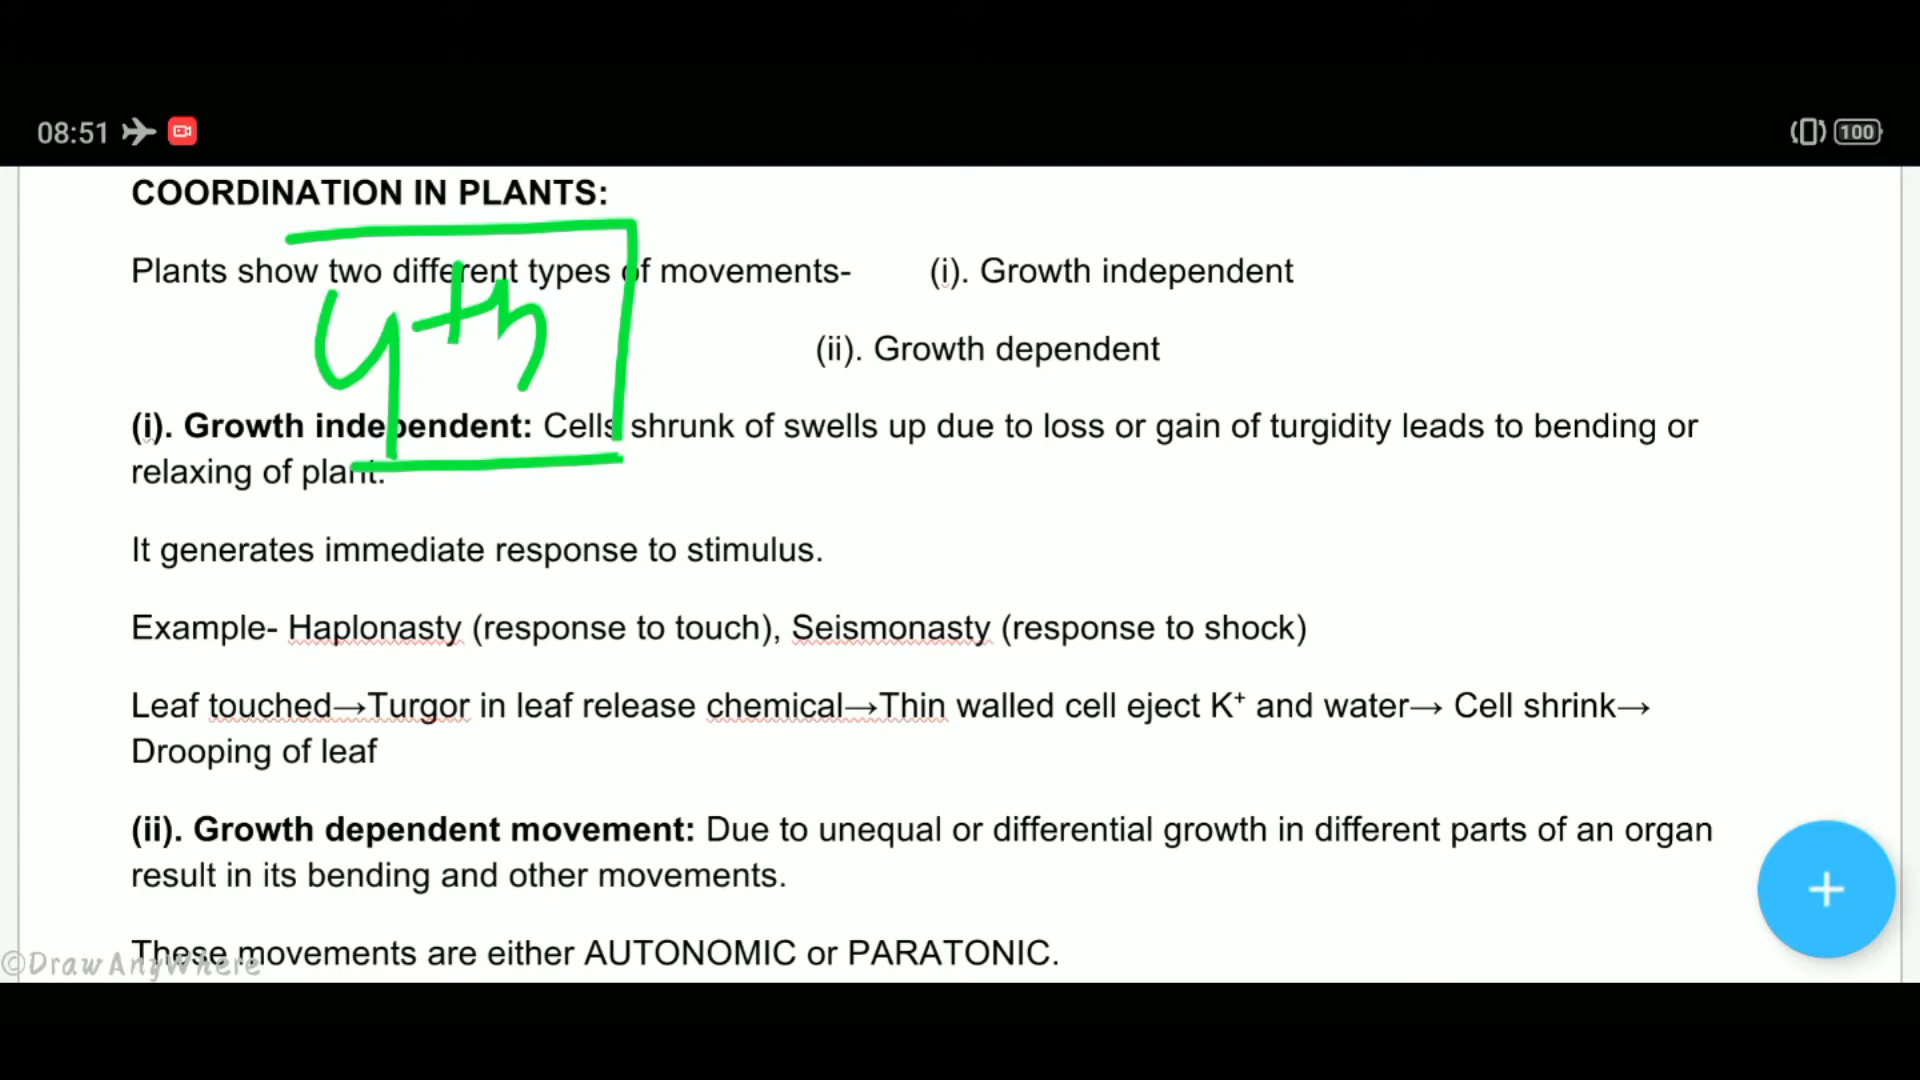 08:51
100
COORDINATION IN PLANTS:
Plants show two different types of movements- (i). Growth independent
4th
(ii). Growth dependent
(i). Growth independent: Cells shrunk of swells up due to loss or gain of turgidity leads to bending or
relaxing of plant.
It generates immediate response to stimulus.
Example- Haplonasty (response to touch), Seismonasty (response to shock)
Leaf touched→Turgor in leaf release chemical→Thin walled cell eject K⁺ and water→ Cell shrink→
Drooping of leaf
(ii). Growth dependent movement: Due to unequal or differential growth in different parts of an organ
result in its bending and other movements.
These movements are either AUTONOMIC or PARATONIC.
©DrawAnyWhere